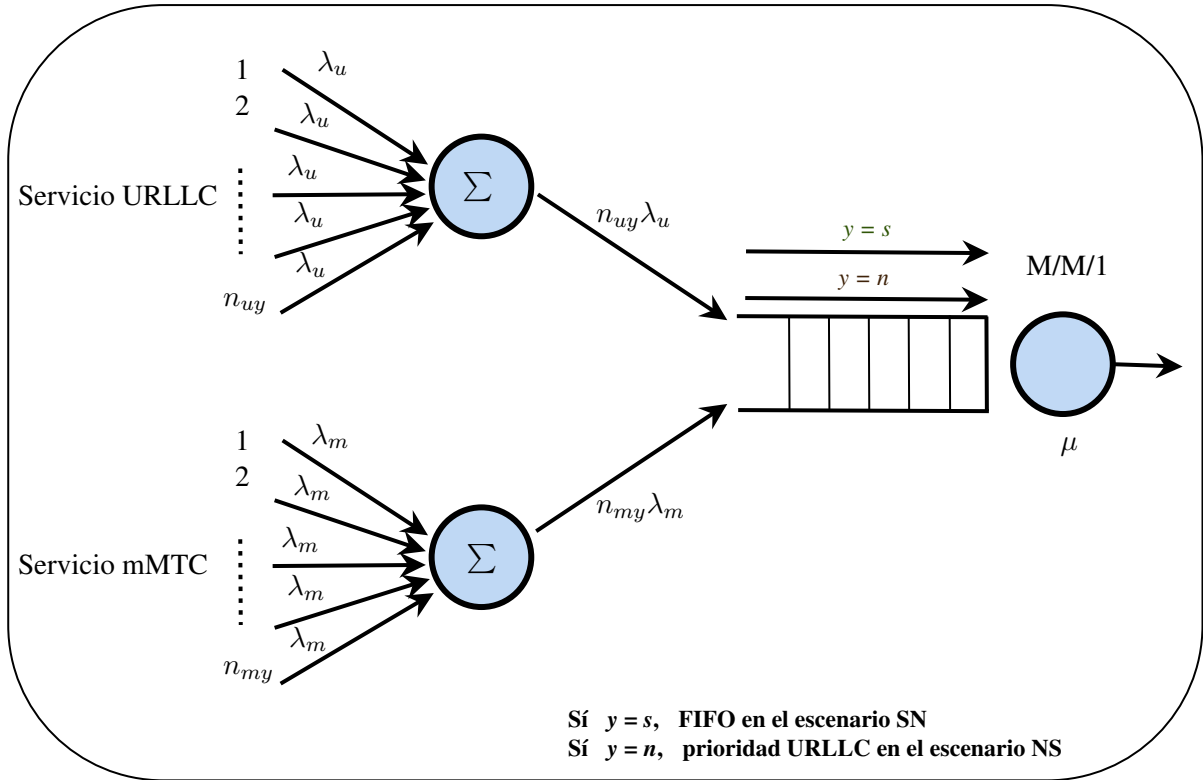 1
λ_u
2
λ_u
Servicio URLLC
λ_u
λ_u
λ_u
n_{uy}
Σ
n_{uy}λ_u
y = s
y = n
M/M/1
μ
1
λ_m
2
λ_m
Servicio mMTC
λ_m
λ_m
λ_m
n_{my}
Σ
n_{my}λ_m
Sí y = s, FIFO en el escenario SN
Sí y = n, prioridad URLLC en el escenario NS